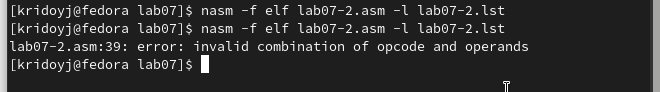 [kridoyj@fedora lab07]$ nasm -f elf lab07-2.asm -l lab07-2.lst
[kridoyj@fedora lab07]$ nasm -f elf lab07-2.asm -l lab07-2.lst
lab07-2.asm:39: error: invalid combination of opcode and operands
[kridoyj@fedora lab07]$